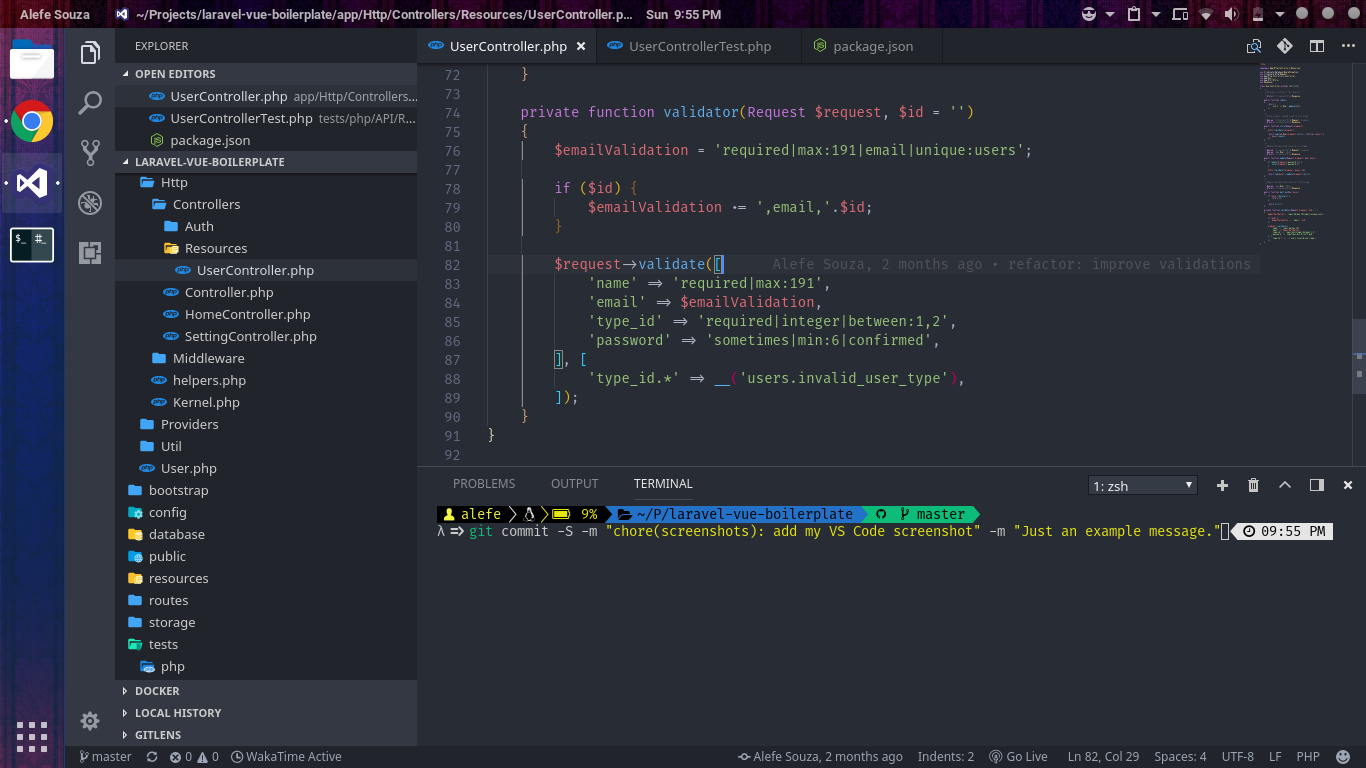 Alefe Souza ~/Projects/laravel-vue-boilerplate/app/Http/Controllers/Resources/UserController.p... Sun 9:55 PM
EXPLORER
OPEN EDITORS
UserController.php app/Http/Controllers...
UserControllerTest.php tests/php/API/R...
package.json
LARAVEL-VUE-BOILERPLATE
Http
Controllers
Auth
Resources
UserController.php
Controller.php
HomeController.php
SettingController.php
Middleware
helpers.php
Kernel.php
Providers
Util
User.php
bootstrap
config
database
public
resources
routes
storage
tests
php
DOCKER
LOCAL HISTORY
GITLENS
UserController.php × UserControllerTest.php package.json
72 }
73
74 private function validator(Request $request, $id = '')
75 {
76 $emailValidation = 'required|max:191|email|unique:users';
77
78 if ($id) {
79 $emailValidation .= ',email,'.$id;
80 }
81
82 $request->validate([ Alefe Souza, 2 months ago • refactor: improve validations
83 'name' => 'required|max:191',
84 'email' => $emailValidation,
85 'type_id' => 'required|integer|between:1,2',
86 'password' => 'sometimes|min:6|confirmed',
87 ], [
88 'type_id.*' => __('users.invalid_user_type'),
89 ]);
90 }
91 }
92
PROBLEMS OUTPUT TERMINAL 1: zsh
alefe 9% ~/P/laravel-vue-boilerplate master
λ => git commit -S -m "chore(screenshots): add my VS Code screenshot" -m "Just an example message." 09:55 PM
master 0 0 WakaTime Active Alefe Souza, 2 months ago Indents: 2 Go Live Ln 82, Col 29 Spaces: 4 UTF-8 LF PHP